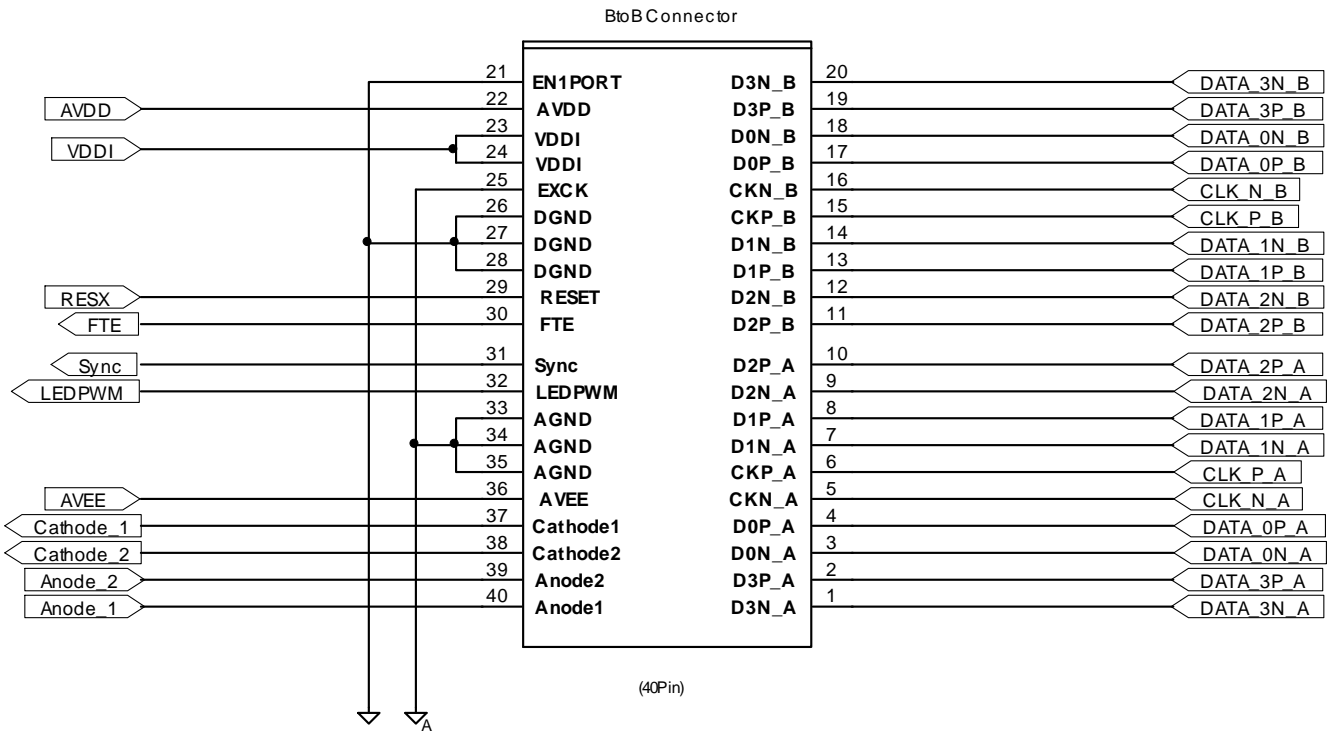 BtoB Connector
21 EN1PORT D3N_B 20 DATA_3N_B
AVDD 22 AVDD D3P_B 19 DATA_3P_B
23 VDDI D0N_B 18 DATA_0N_B
VDDI 24 VDDI D0P_B 17 DATA_0P_B
25 EXCK CKN_B 16 CLK_N_B
26 DGND CKP_B 15 CLK_P_B
27 DGND D1N_B 14 DATA_1N_B
28 DGND D1P_B 13 DATA_1P_B
RESX 29 RESET D2N_B 12 DATA_2N_B
FTE 30 FTE D2P_B 11 DATA_2P_B
Sync 31 Sync D2P_A 10 DATA_2P_A
LEDPWM 32 LEDPWM D2N_A 9 DATA_2N_A
33 AGND D1P_A 8 DATA_1P_A
34 AGND D1N_A 7 DATA_1N_A
35 AGND CKP_A 6 CLK_P_A
AVEE 36 AVEE CKN_A 5 CLK_N_A
Cathode_1 37 Cathode1 D0P_A 4 DATA_0P_A
Cathode_2 38 Cathode2 D0N_A 3 DATA_0N_A
Anode_2 39 Anode2 D3P_A 2 DATA_3P_A
Anode_1 40 Anode1 D3N_A 1 DATA_3N_A
(40Pin)
A